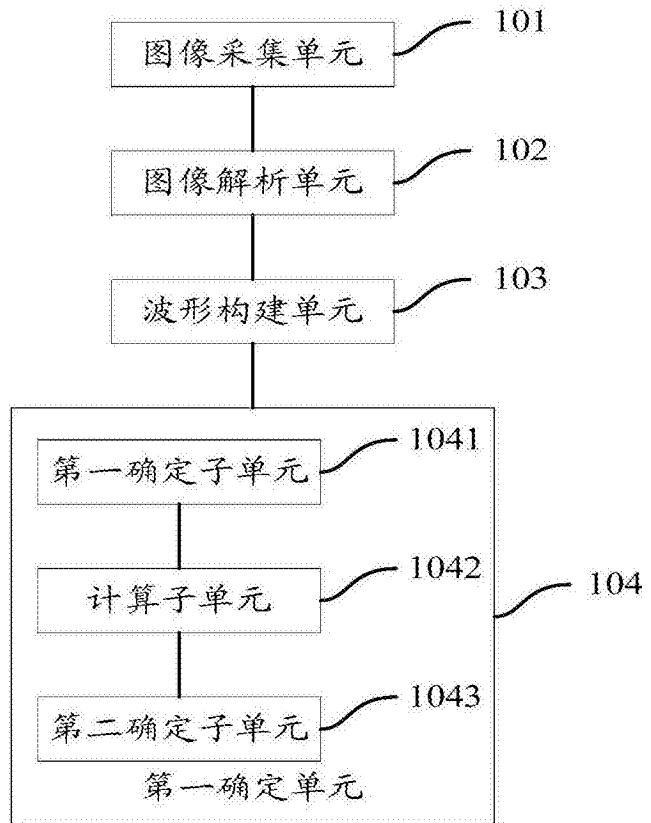 101
图像采集单元
102
图像解析单元
103
波形构建单元
1041
第一确定子单元
1042
计算子单元
104
1043
第二确定子单元
第一确定单元